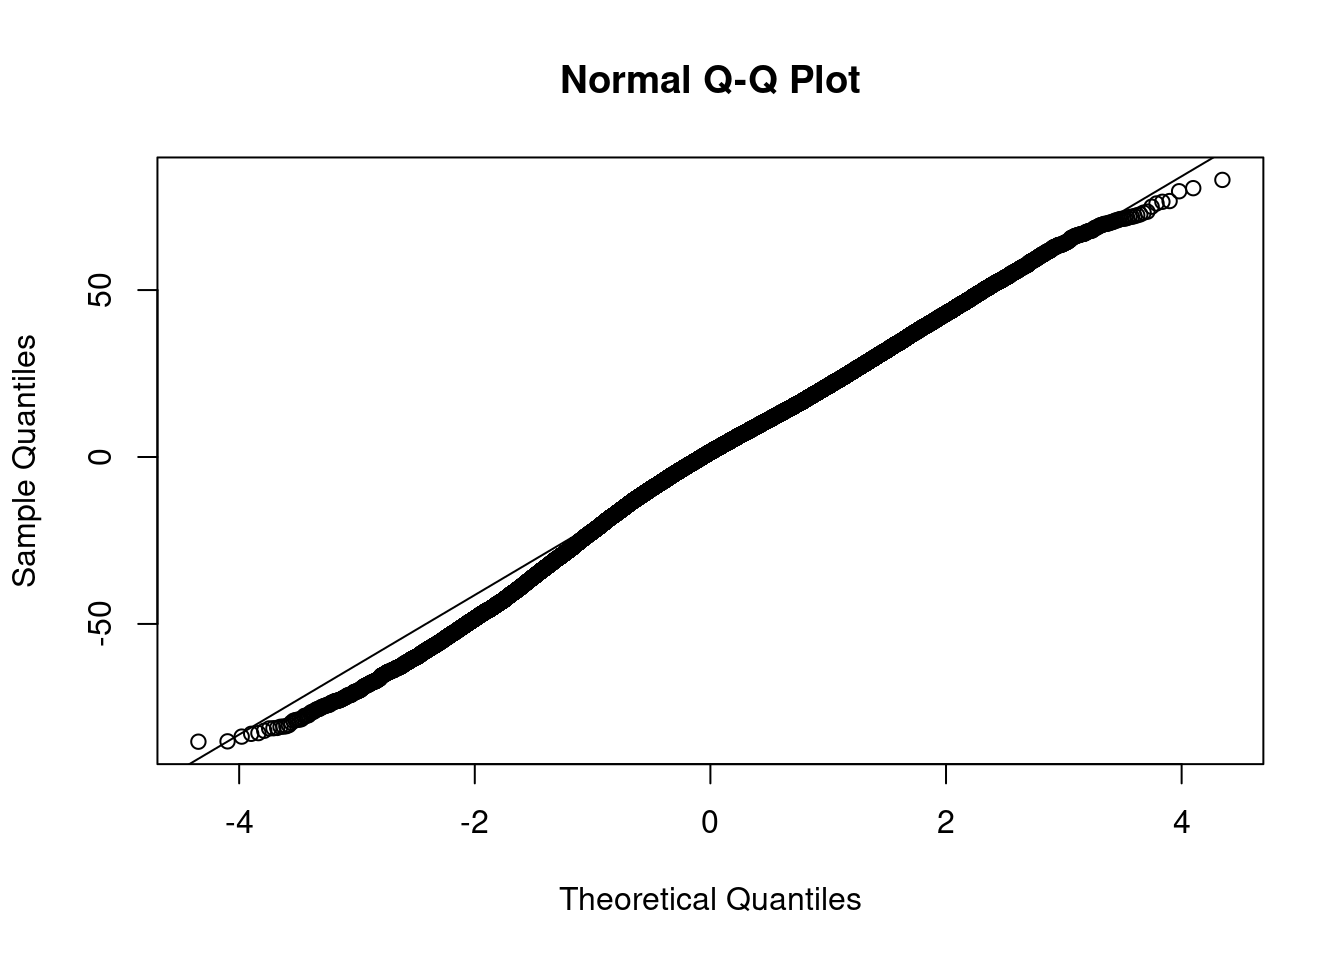 Normal Q-Q Plot
Sample Quantiles
50
0
-50
-4 -2 0 2 4
Theoretical Quantiles